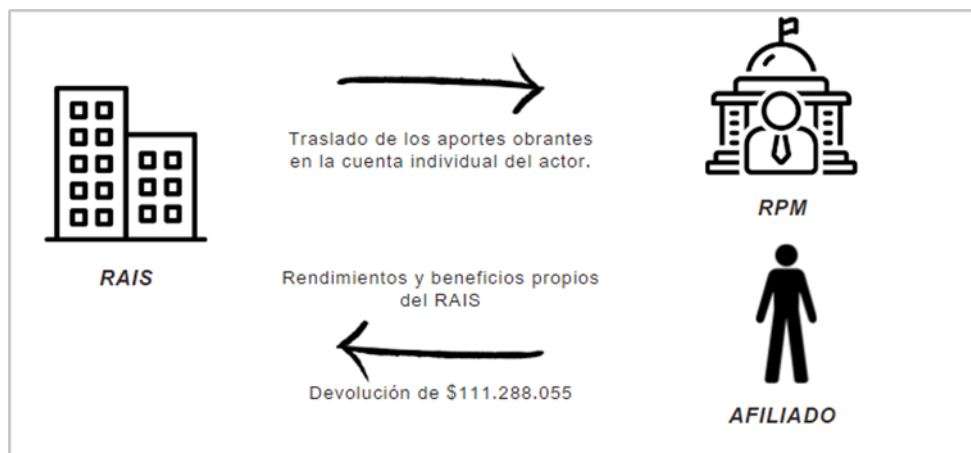 Traslado de los aportes obrantes
en la cuenta individual del actor.
RPM
RAIS
Rendimientos y beneficios propios
del RAIS
Devolución de $111.288.055
AFILIADO